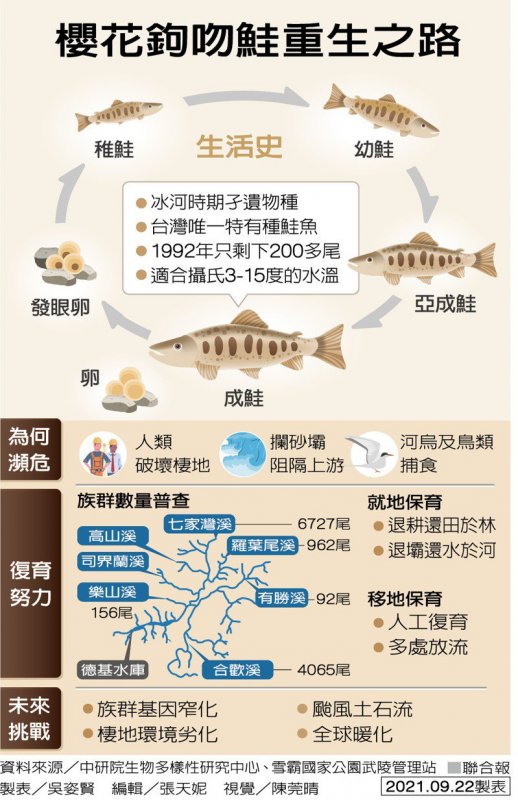 櫻花鉤吻鮭重生之路
稚鮭
生活史
幼鮭
冰河時期孑遺物種
台灣唯一特有種鮭魚
1992年只剩下200多尾
適合攝氏3-15度的水溫
發眼卵
亞成鮭
卵
成鮭
為何
瀕危
人類
破壞棲地
攔砂壩
阻隔上游
河烏及鳥類
捕食
復育
努力
族群數量普查
七家灣溪
6727尾
高山溪
羅葉尾溪
962尾
司界蘭溪
樂山溪
156尾
有勝溪
92尾
德基水庫
合歡溪
4065尾
就地保育
退耕還田於林
退壩還水於河
移地保育
人工復育
多處放流
未來
挑戰
族群基因窄化
颱風土石流
棲地環境劣化
全球暖化
資料來源／中研院生物多樣性研究中心、雪霸國家公園武陵管理站
聯合報
製表／吳姿賢 編輯／張天妮 視覺／陳莞晴
2021.09.22製表